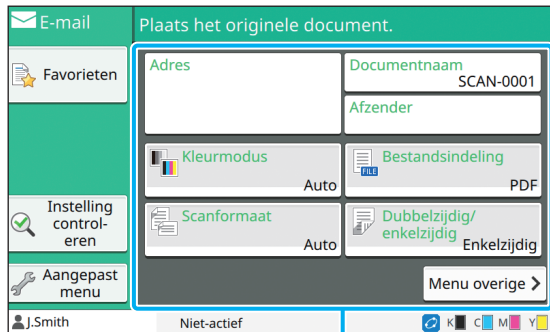 E-mail
Plaats het originele document.
Favorieten
Instelling
control-
eren
Aangepast
menu
Adres
Documentnaam
SCAN-0001
Afzender
Kleurmodus
Auto
FILE
Bestandsindeling
PDF
Scanformaat
Auto
Dubbelzijdig/
enkelzijdig
Enkelzijdig
Menu overige
J.Smith
Niet-actief
K C M Y